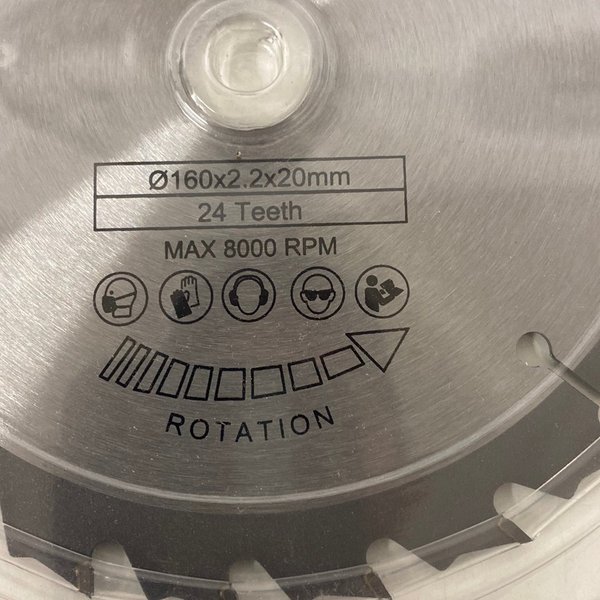 Ø160x2.2x20mm
24 Teeth
MAX 8000 RPM
ROTATION